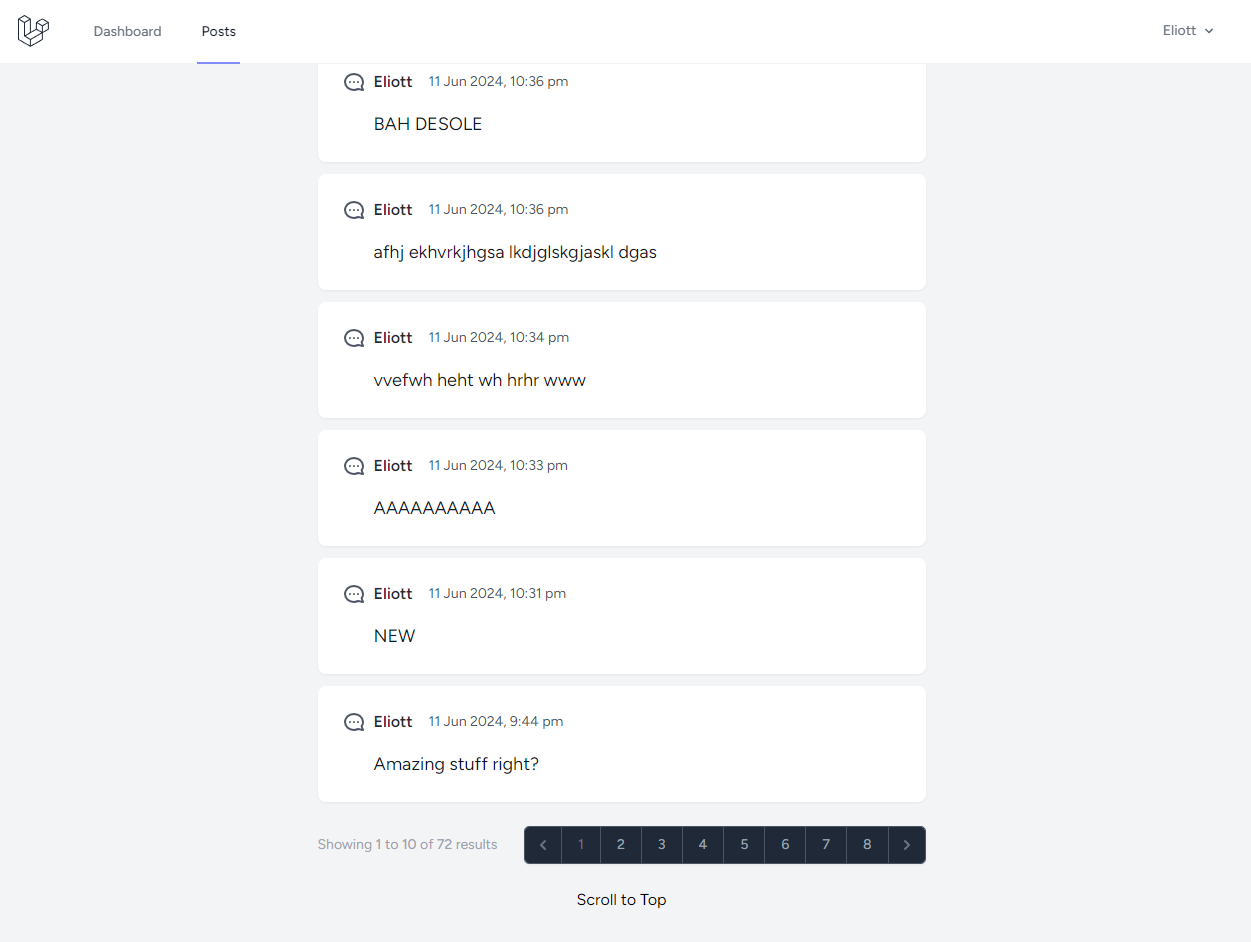 Dashboard Posts Eliott
Eliott 11 Jun 2024, 10:36 pm
BAH DESOLE
Eliott 11 Jun 2024, 10:36 pm
afhj ekhvrkjhgsa lkdjglskgjaskl dgas
Eliott 11 Jun 2024, 10:34 pm
vvefwh heht wh hrhr www
Eliott 11 Jun 2024, 10:33 pm
AAAAAAAAAA
Eliott 11 Jun 2024, 10:31 pm
NEW
Eliott 11 Jun 2024, 9:44 pm
Amazing stuff right?
Showing 1 to 10 of 72 results 1 2 3 4 5 6 7 8
Scroll to Top